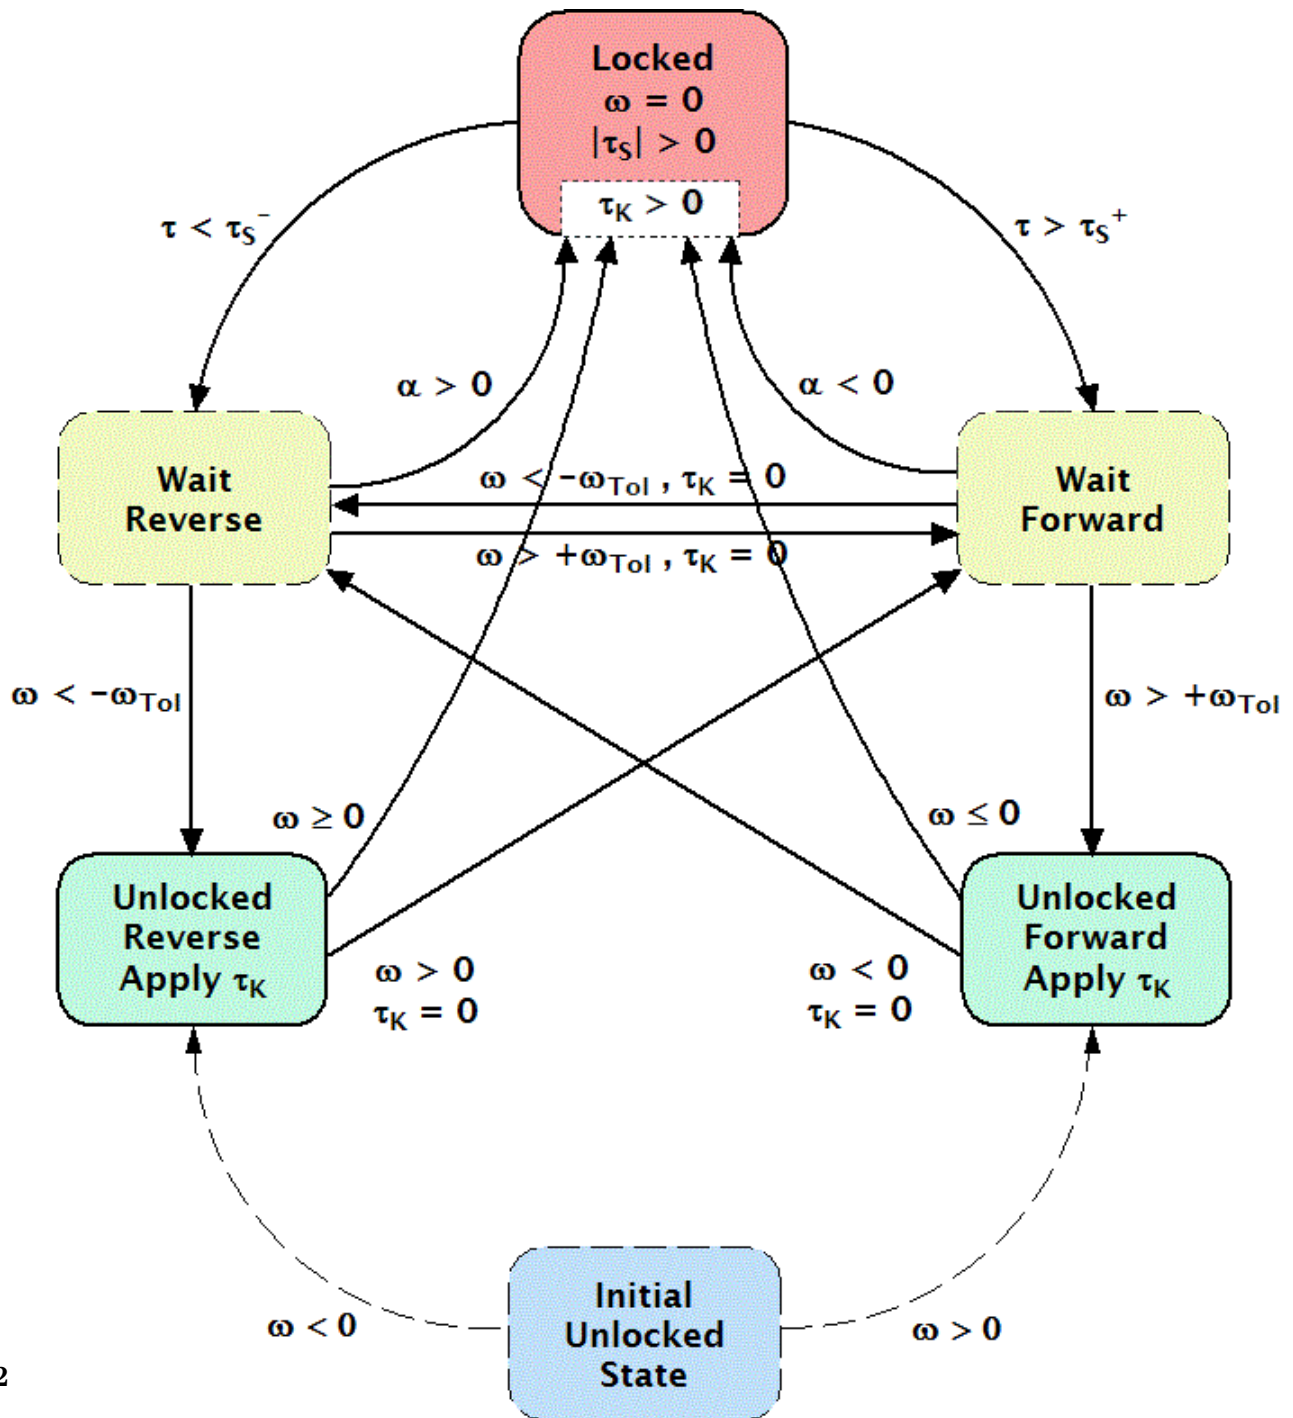 Locked
ω = 0
|τS| > 0
τK > 0
τ < τS⁻
τ > τS⁺
α > 0
α < 0
Wait
Reverse
ω < -ωTol , τK = 0
ω > +ωTol , τK = 0
Wait
Forward
ω < -ωTol
ω > +ωTol
ω ≥ 0
ω ≤ 0
Unlocked
Reverse
Apply τK
Unlocked
Forward
Apply τK
ω > 0
τK = 0
ω < 0
τK = 0
Initial
Unlocked
State
ω < 0
ω > 0
2